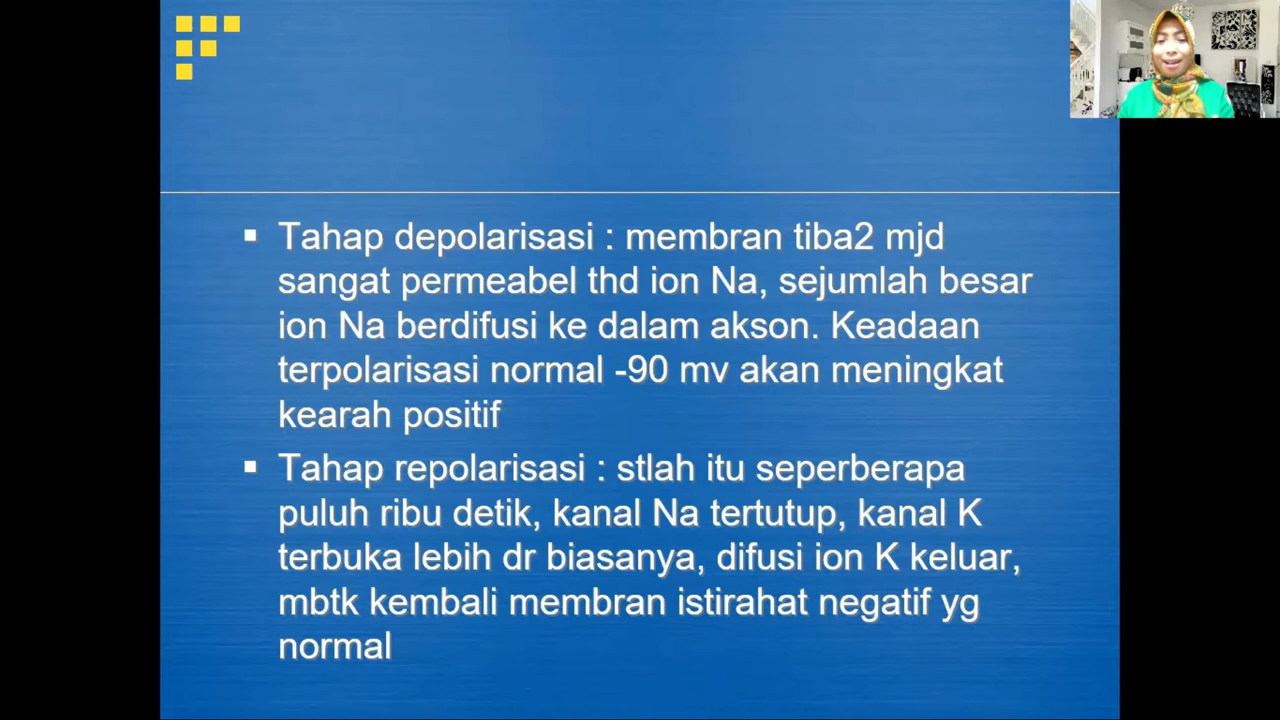 Tahap depolarisasi : membran tiba2 mjd
sangat permeabel thd ion Na, sejumlah besar
ion Na berdifusi ke dalam akson. Keadaan
terpolarisasi normal -90 mv akan meningkat
kearah positif
Tahap repolarisasi : stlah itu seperberapa
puluh ribu detik, kanal Na tertutup, kanal K
terbuka lebih dr biasanya, difusi ion K keluar,
mbtk kembali membran istirahat negatif yg
normal